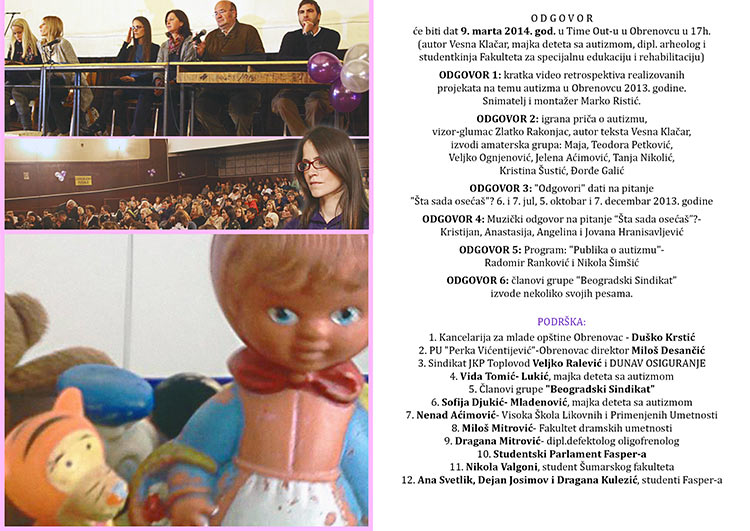 O D G O V O R
će biti dat 9. marta 2014. god. u Time Out-u u Obrenovcu u 17h.
(autor Vesna Klačar, majka deteta sa autizmom, dipl. arheolog i
studentkinja Fakulteta za specijalnu edukaciju i rehabilitaciju)
ODGOVOR 1: kratka video retrospektiva realizovanih
projekata na temu autizma u Obrenovcu 2013. godine.
Snimatelj i montažer Marko Ristić.
ODGOVOR 2: igrana priča o autizmu,
vizor-glumac Zlatko Rakonjac, autor teksta Vesna Klačar,
izvodi amaterska grupa: Maja, Teodora Petković,
Veljko Ognjenović, Jelena Aćimović, Tanja Nikolić,
Kristina Šustić, Đorđe Galić
ODGOVOR 3: "Odgovori" dati na pitanje
"Šta sada osećaš"? 6. i 7. jul, 5. oktobar i 7. decembar 2013. godine
ODGOVOR 4: Muzički odgovor na pitanje "Šta sada osećaš"?-
Kristijan, Anastasija, Angelina i Jovana Hranisavljević
ODGOVOR 5: Program: "Publika o autizmu"-
Radomir Ranković i Nikola Šimšić
ODGOVOR 6: članovi grupe "Beogradski Sindikat"
izvode nekoliko svojih pesama.
PODRŠKA:
1. Kancelarija za mlade opštine Obrenovac - Duško Krstić
2. PU "Perka Vićentijević"-Obrenovac direktor Miloš Desančić
3. Sindikat JKP Toplovod Veljko Ralević i DUNAV OSIGURANJE
4. Vida Tomić- Lukić, majka deteta sa autizmom
5. Članovi grupe "Beogradski Sindikat"
6. Sofija Djukić- Mladenović, majka deteta sa autizmom
7. Nenad Aćimović- Visoka Škola Likovnih i Primenjenih Umetnosti
8. Miloš Mitrović- Fakultet dramskih umetnosti
9. Dragana Mitrović- dipl.defektolog oligofrenolog
10. Studentski Parlament Fasper-a
11. Nikola Valgoni, student Šumarskog fakulteta
12. Ana Svetlik, Dejan Josimov i Dragana Kulezić, studenti Fasper-a